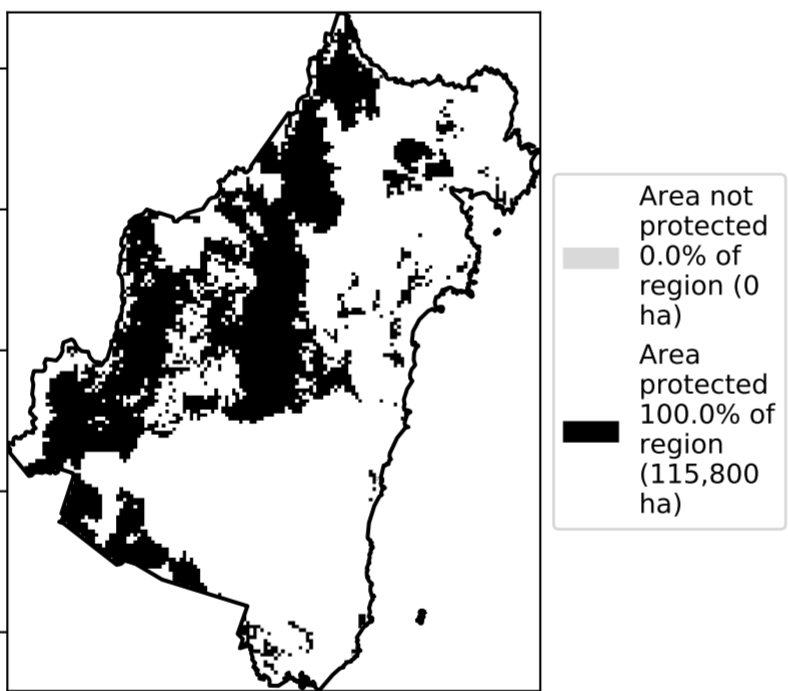 Area not
protected
0.0% of
region (0
ha)
Area
protected
100.0% of
region
(115,800
ha)